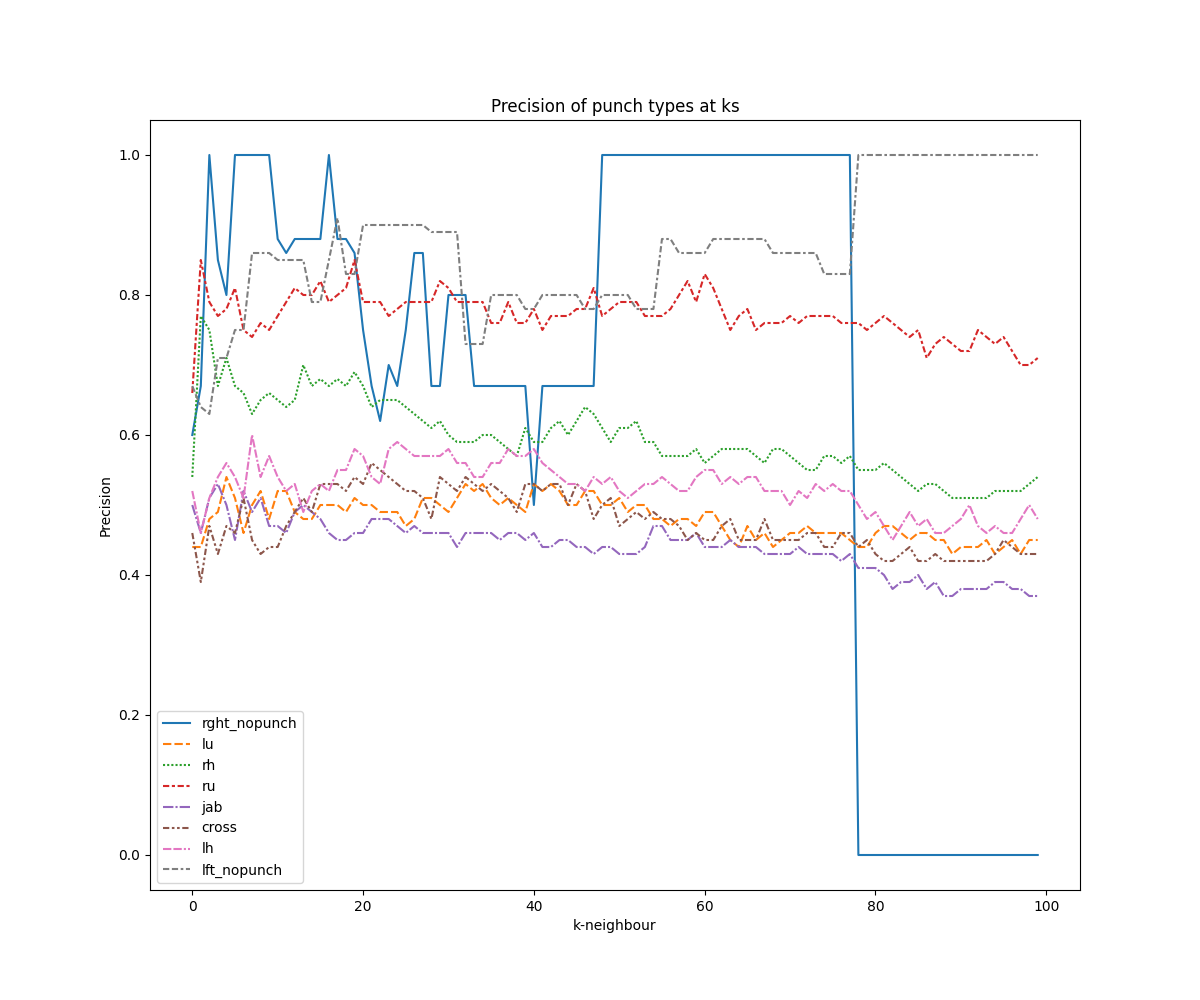 Precision of punch types at ks
1.0
0.8
0.6
0.4
0.2
0.0
Precision
rght_nopunch
lu
rh
ru
jab
cross
lh
lft_nopunch
0 20 40 60 80 100
k-neighbour